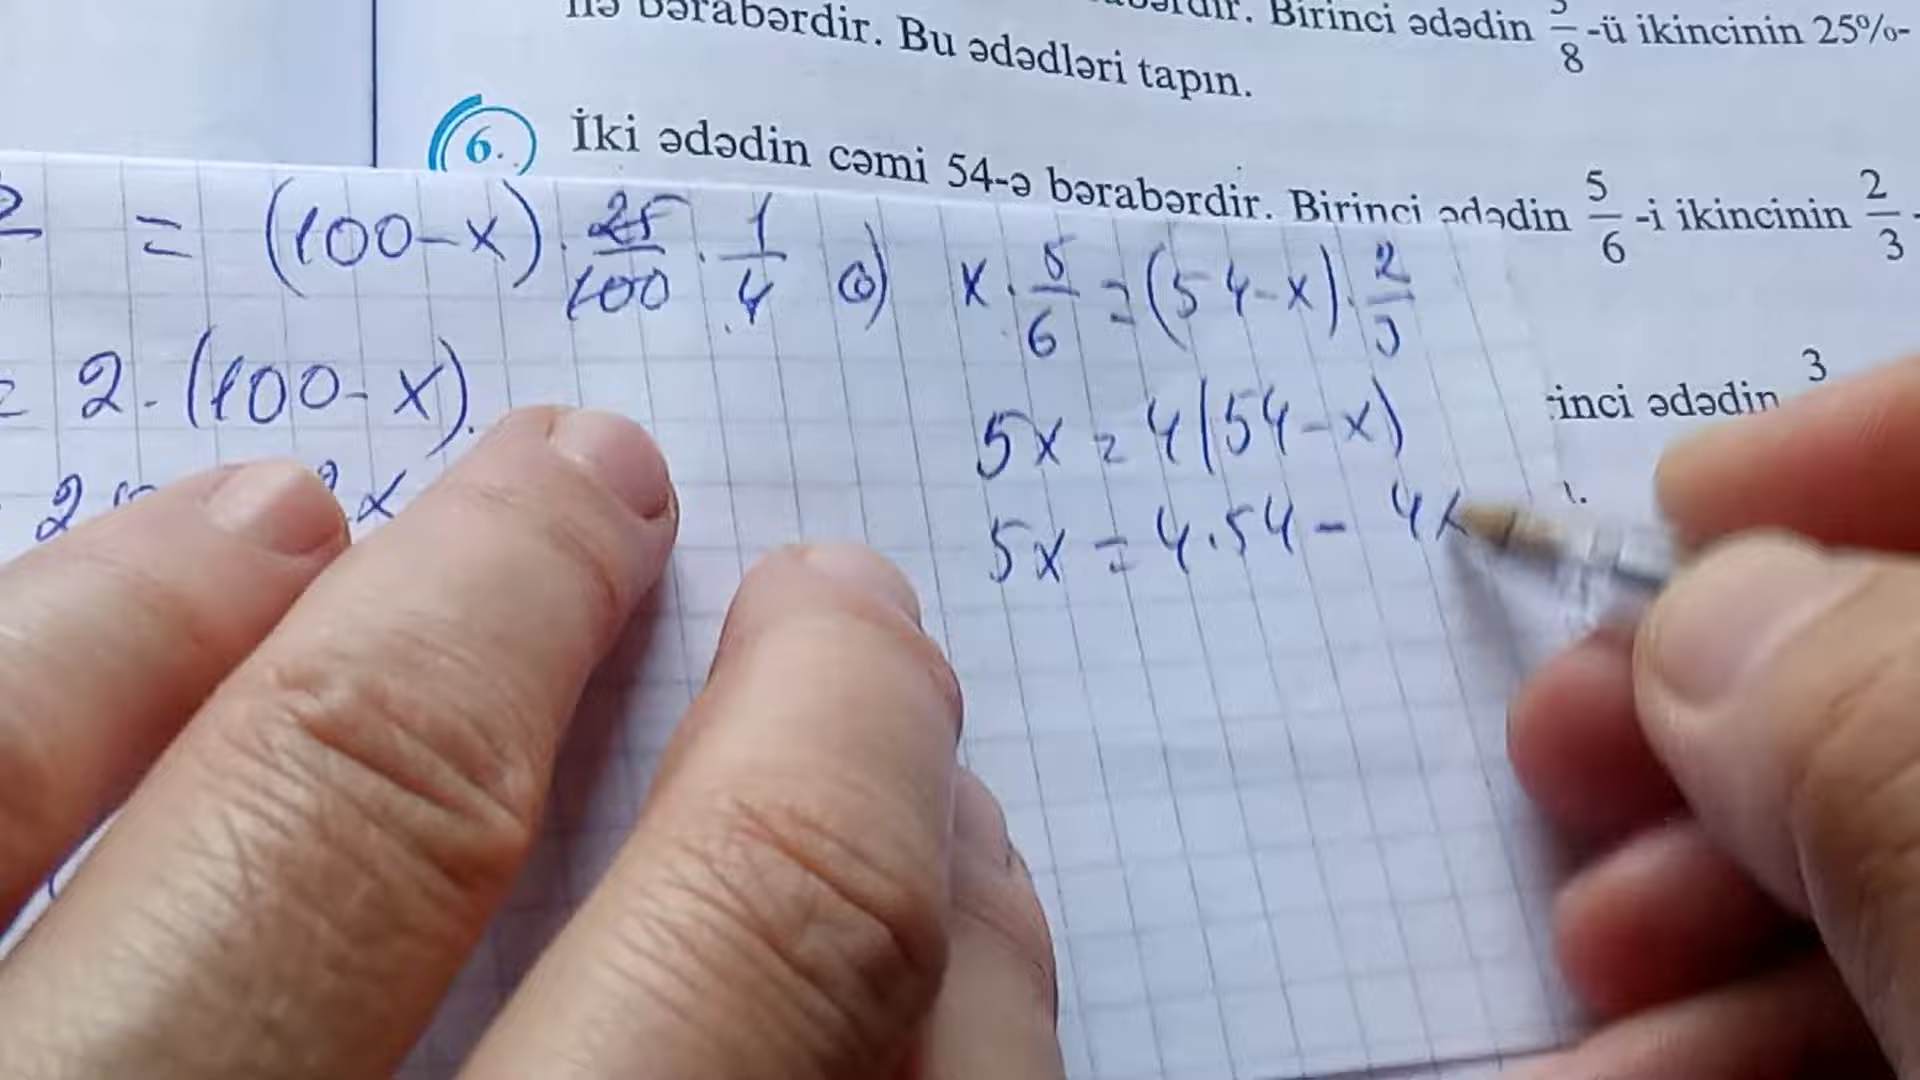 bərabərdir. Birinci ədədin 3/8 -ü ikincinin 25%-
nə bərabərdir. Bu ədədləri tapın.
6. İki ədədin cəmi 54-ə bərabərdir. Birinci ədədin 5/6 -i ikincinin 2/3 -
= (100-x) · 25/100 · 1/4
= 2 · (100-x).
2x
6) x · 5/6 = (54-x) · 2/3
5x = 4(54-x)
5x = 4.54 - 4x
inci ədədin 3